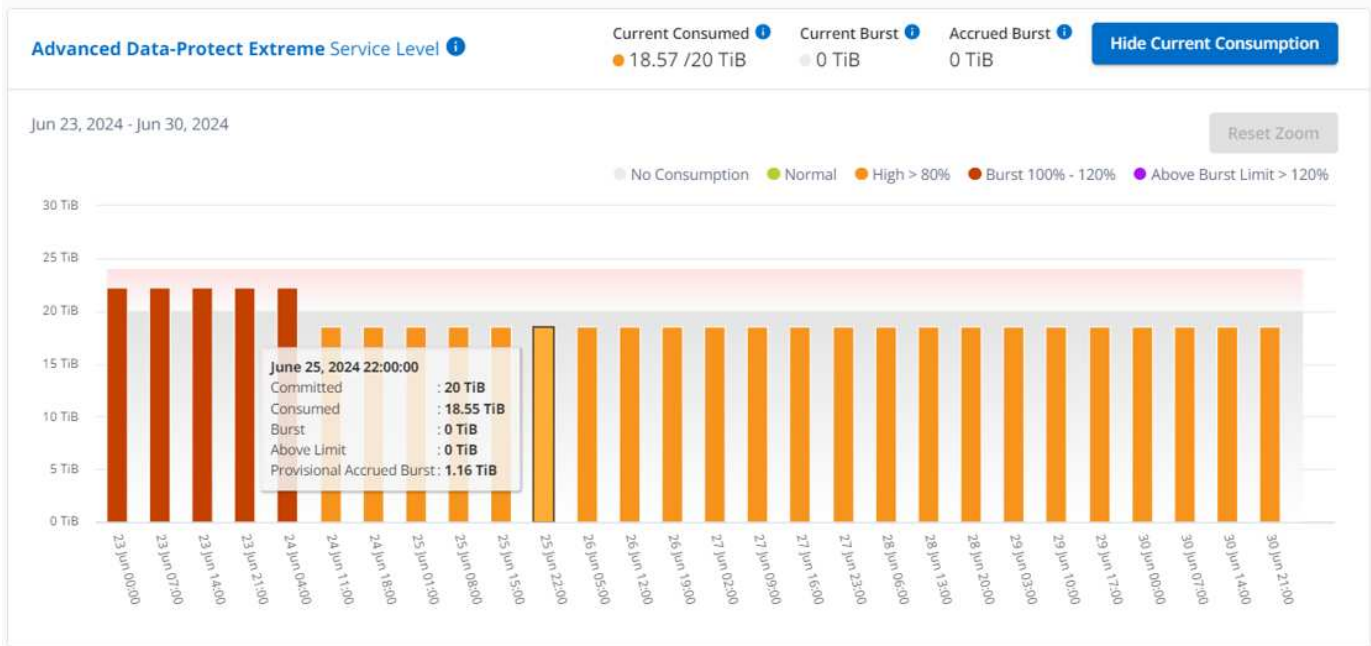 Advanced Data-Protect Extreme Service Level
Current Consumed
18.57 /20 TiB
Current Burst
0 TiB
Accrued Burst
0 TiB
Hide Current Consumption
Jun 23, 2024 - Jun 30, 2024
Reset Zoom
No Consumption Normal High > 80% Burst 100% - 120% Above Burst Limit > 120%
30 TiB
25 TiB
20 TiB
15 TiB
10 TiB
5 TiB
0 TiB
June 25, 2024 22:00:00
Committed : 20 TiB
Consumed : 18.55 TiB
Burst : 0 TiB
Above Limit : 0 TiB
Provisional Accrued Burst : 1.16 TiB
23 Jun 00:00
23 Jun 07:00
23 Jun 14:00
23 Jun 21:00
24 Jun 04:00
24 Jun 11:00
24 Jun 18:00
25 Jun 01:00
25 Jun 08:00
25 Jun 15:00
25 Jun 22:00
26 Jun 05:00
26 Jun 12:00
26 Jun 19:00
27 Jun 02:00
27 Jun 09:00
27 Jun 16:00
27 Jun 23:00
28 Jun 06:00
28 Jun 13:00
28 Jun 20:00
29 Jun 03:00
29 Jun 10:00
29 Jun 17:00
30 Jun 00:00
30 Jun 07:00
30 Jun 14:00
30 Jun 21:00